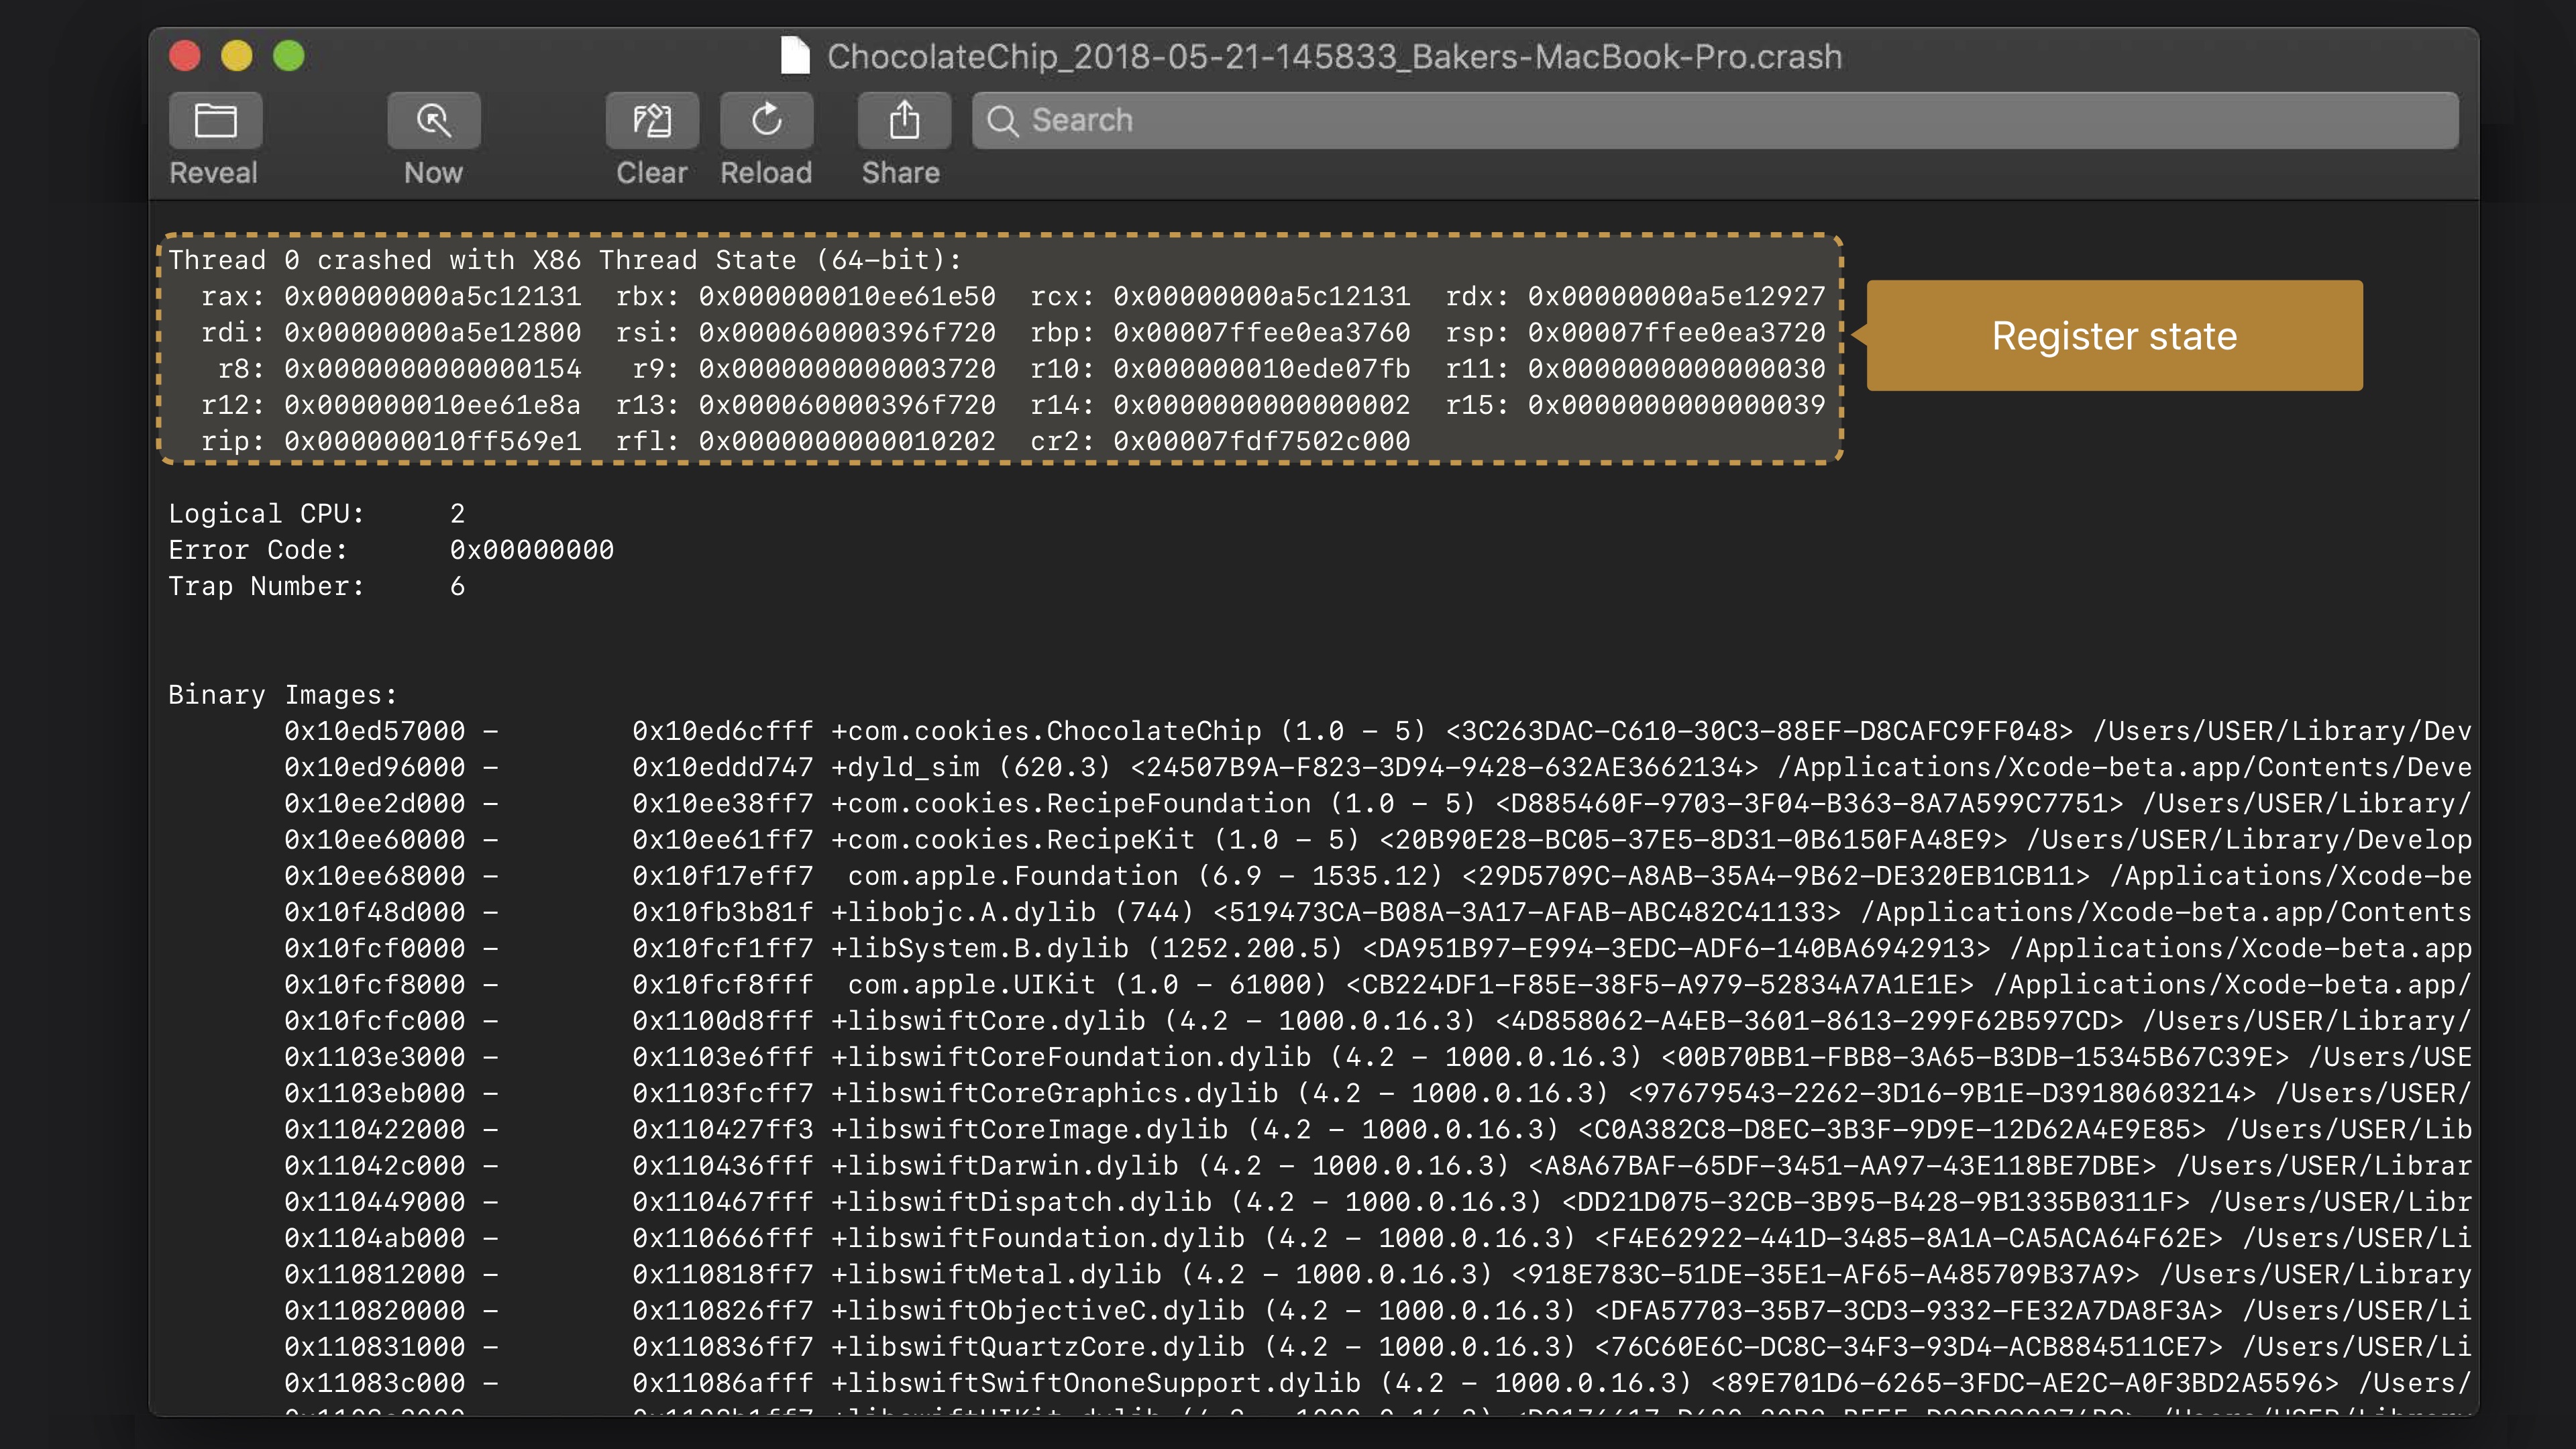 ChocolateChip_2018-05-21-145833_Bakers-MacBook-Pro.crash
Search
Reveal Now Clear Reload Share
Thread 0 crashed with X86 Thread State (64-bit):
rax: 0x00000000a5c12131 rbx: 0x000000010ee61e50 rcx: 0x00000000a5c12131 rdx: 0x00000000a5e12927
rdi: 0x00000000a5e12800 rsi: 0x000060000396f720 rbp: 0x00007ffee0ea3760 rsp: 0x00007ffee0ea3720
r8: 0x0000000000000154 r9: 0x0000000000003720 r10: 0x000000010ede07fb r11: 0x0000000000000030
r12: 0x000000010ee61e8a r13: 0x000060000396f720 r14: 0x0000000000000002 r15: 0x0000000000000039
rip: 0x000000010ff569e1 rfl: 0x0000000000010202 cr2: 0x00007fdf7502c000
Register state
Logical CPU: 2
Error Code: 0x00000000
Trap Number: 6
Binary Images:
0x10ed57000 - 0x10ed6cfff +com.cookies.ChocolateChip (1.0 - 5) <3C263DAC-C610-30C3-88EF-D8CAFC9FF048> /Users/USER/Library/Dev
0x10ed96000 - 0x10eddd747 +dyld_sim (620.3) <24507B9A-F823-3D94-9428-632AE3662134> /Applications/Xcode-beta.app/Contents/Deve
0x10ee2d000 - 0x10ee38ff7 +com.cookies.RecipeFoundation (1.0 - 5) <D885460F-9703-3F04-B363-8A7A599C7751> /Users/USER/Library/
0x10ee60000 - 0x10ee61ff7 +com.cookies.RecipeKit (1.0 - 5) <20B90E28-BC05-37E5-8D31-0B6150FA48E9> /Users/USER/Library/Develop
0x10ee68000 - 0x10f17eff7 com.apple.Foundation (6.9 - 1535.12) <29D5709C-A8AB-35A4-9B62-DE320EB1CB11> /Applications/Xcode-be
0x10f48d000 - 0x10fb3b81f +libobjc.A.dylib (744) <519473CA-B08A-3A17-AFAB-ABC482C41133> /Applications/Xcode-beta.app/Contents
0x10fcf0000 - 0x10fcf1ff7 +libSystem.B.dylib (1252.200.5) <DA951B97-E994-3EDC-ADF6-140BA6942913> /Applications/Xcode-beta.app
0x10fcf8000 - 0x10fcf8fff com.apple.UIKit (1.0 - 61000) <CB224DF1-F85E-38F5-A979-52834A7A1E1E> /Applications/Xcode-beta.app/
0x10fcfc000 - 0x1100d8fff +libswiftCore.dylib (4.2 - 1000.0.16.3) <4D858062-A4EB-3601-8613-299F62B597CD> /Users/USER/Library/
0x1103e3000 - 0x1103e6fff +libswiftCoreFoundation.dylib (4.2 - 1000.0.16.3) <00B70BB1-FBB8-3A65-B3DB-15345B67C39E> /Users/USE
0x1103eb000 - 0x1103fcff7 +libswiftCoreGraphics.dylib (4.2 - 1000.0.16.3) <97679543-2262-3D16-9B1E-D39180603214> /Users/USER/
0x110422000 - 0x110427ff3 +libswiftCoreImage.dylib (4.2 - 1000.0.16.3) <C0A382C8-D8EC-3B3F-9D9E-12D62A4E9E85> /Users/USER/Lib
0x11042c000 - 0x110436fff +libswiftDarwin.dylib (4.2 - 1000.0.16.3) <A8A67BAF-65DF-3451-AA97-43E118BE7DBE> /Users/USER/Librar
0x110449000 - 0x110467fff +libswiftDispatch.dylib (4.2 - 1000.0.16.3) <DD21D075-32CB-3B95-B428-9B1335B0311F> /Users/USER/Libr
0x1104ab000 - 0x110666fff +libswiftFoundation.dylib (4.2 - 1000.0.16.3) <F4E62922-441D-3485-8A1A-CA5ACA64F62E> /Users/USER/Li
0x110812000 - 0x110818ff7 +libswiftMetal.dylib (4.2 - 1000.0.16.3) <918E783C-51DE-35E1-AF65-A485709B37A9> /Users/USER/Library
0x110820000 - 0x110826ff7 +libswiftObjectiveC.dylib (4.2 - 1000.0.16.3) <DFA57703-35B7-3CD3-9332-FE32A7DA8F3A> /Users/USER/Li
0x110831000 - 0x110836ff7 +libswiftQuartzCore.dylib (4.2 - 1000.0.16.3) <76C60E6C-DC8C-34F3-93D4-ACB884511CE7> /Users/USER/Li
0x11083c000 - 0x11086afff +libswiftSwiftOnoneSupport.dylib (4.2 - 1000.0.16.3) <89E701D6-6265-3FDC-AE2C-A0F3BD2A5596> /Users/